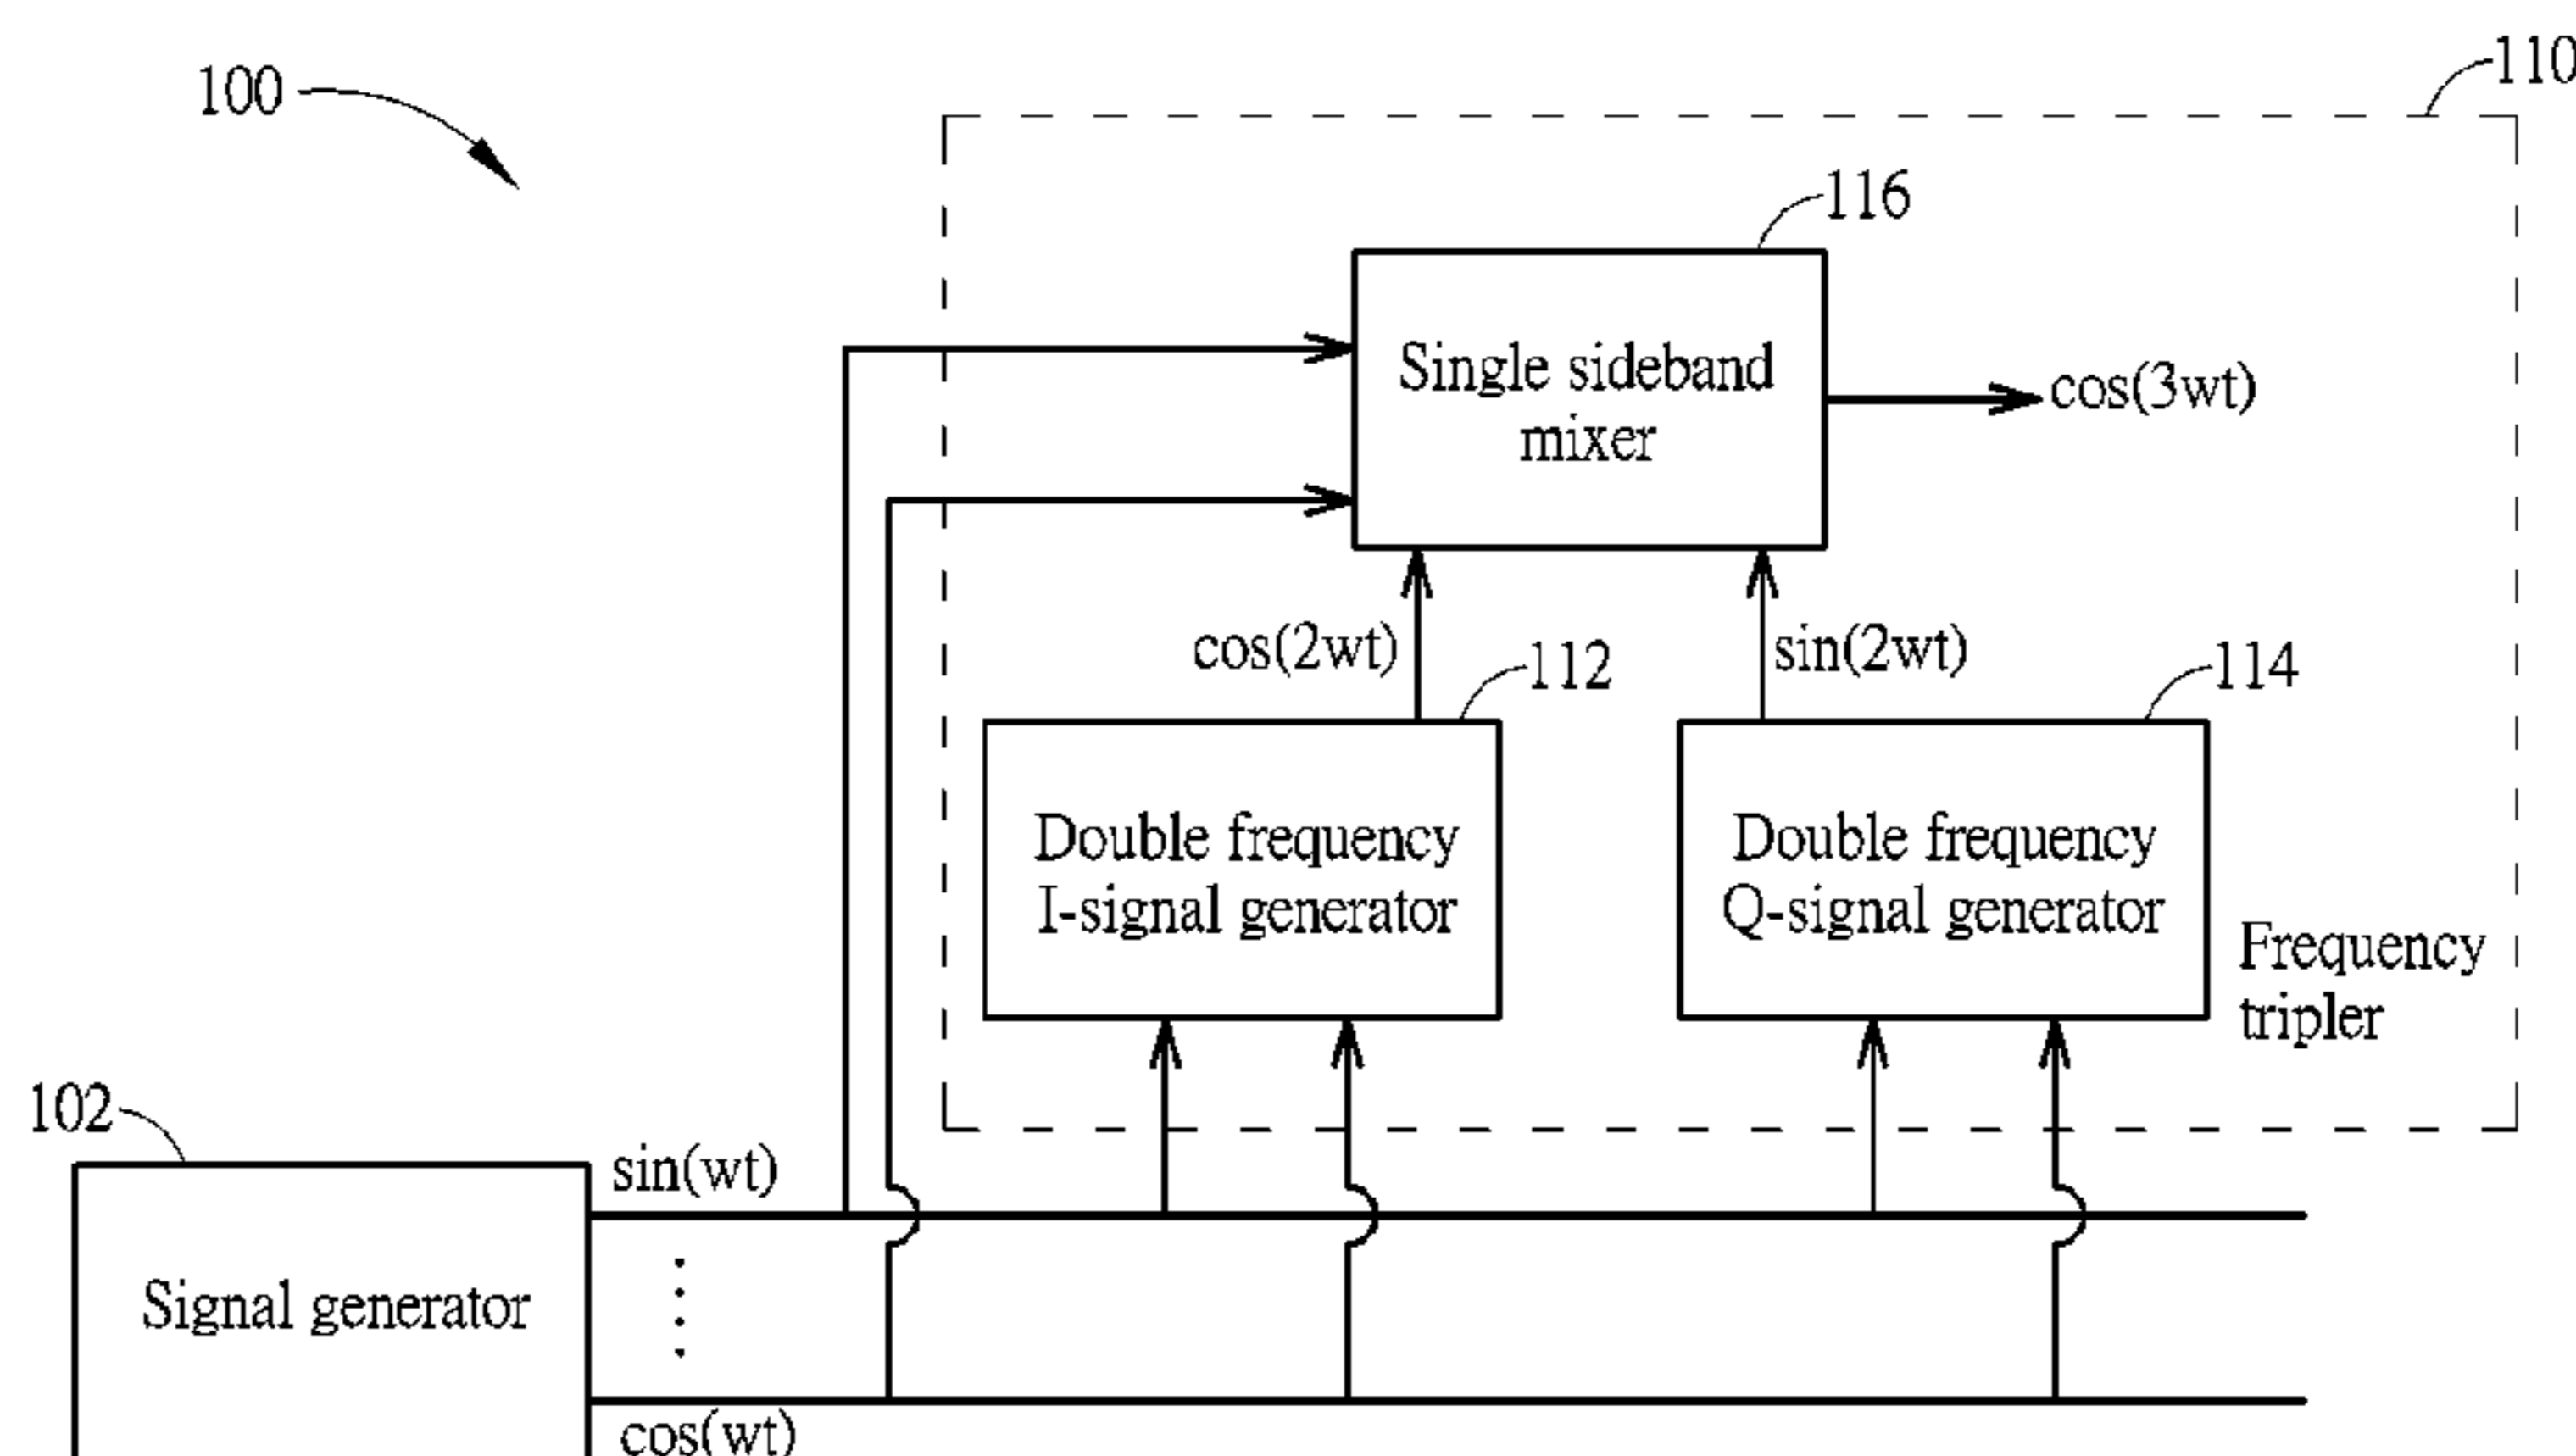 100
110
116
Single sideband
mixer
cos(3wt)
cos(2wt)
112
sin(2wt)
114
Double frequency
I-signal generator
Double frequency
Q-signal generator
Frequency
tripler
102
sin(wt)
Signal generator
cos(wt)